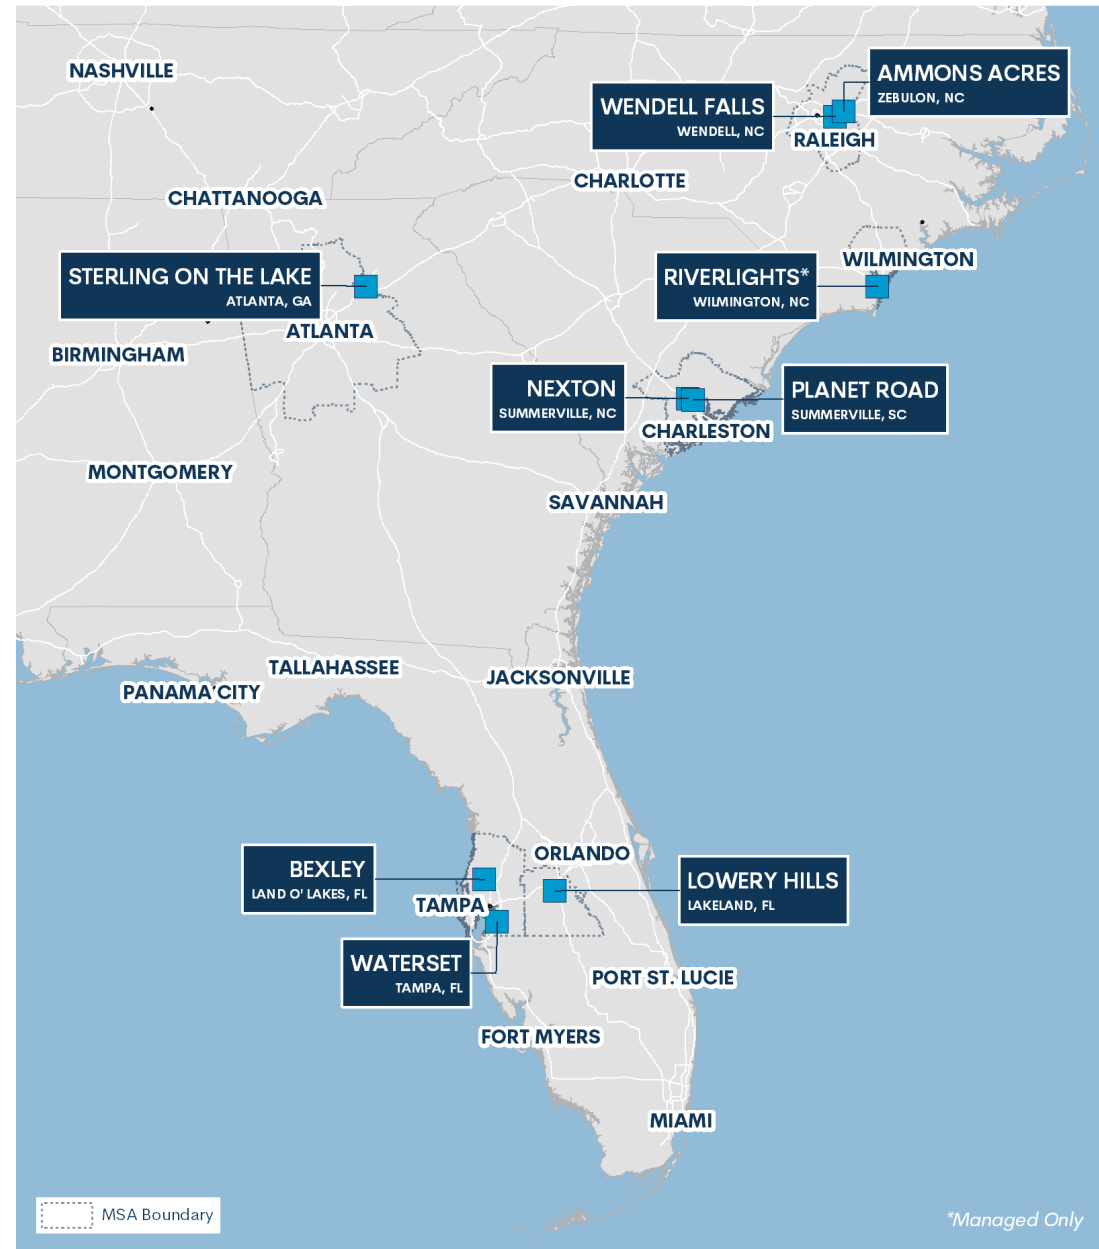 NASHVILLE
AMMONS ACRES
ZEBULON, NC
WENDELL FALLS
WENDELL, NC
RALEIGH
CHARLOTTE
CHATTANOOGA
WILMINGTON
STERLING ON THE LAKE
ATLANTA, GA
RIVERLIGHTS*
WILMINGTON, NC
ATLANTA
BIRMINGHAM
NEXTON
SUMMERVILLE, NC
PLANET ROAD
SUMMERVILLE, SC
CHARLESTON
MONTGOMERY
SAVANNAH
TALLAHASSEE
JACKSONVILLE
PANAMA CITY
ORLANDO
BEXLEY
LAND O' LAKES, FL
LOWERY HILLS
LAKELAND, FL
TAMPA
WATERSET
TAMPA, FL
PORT ST. LUCIE
FORT MYERS
MIAMI
MSA Boundary
*Managed Only